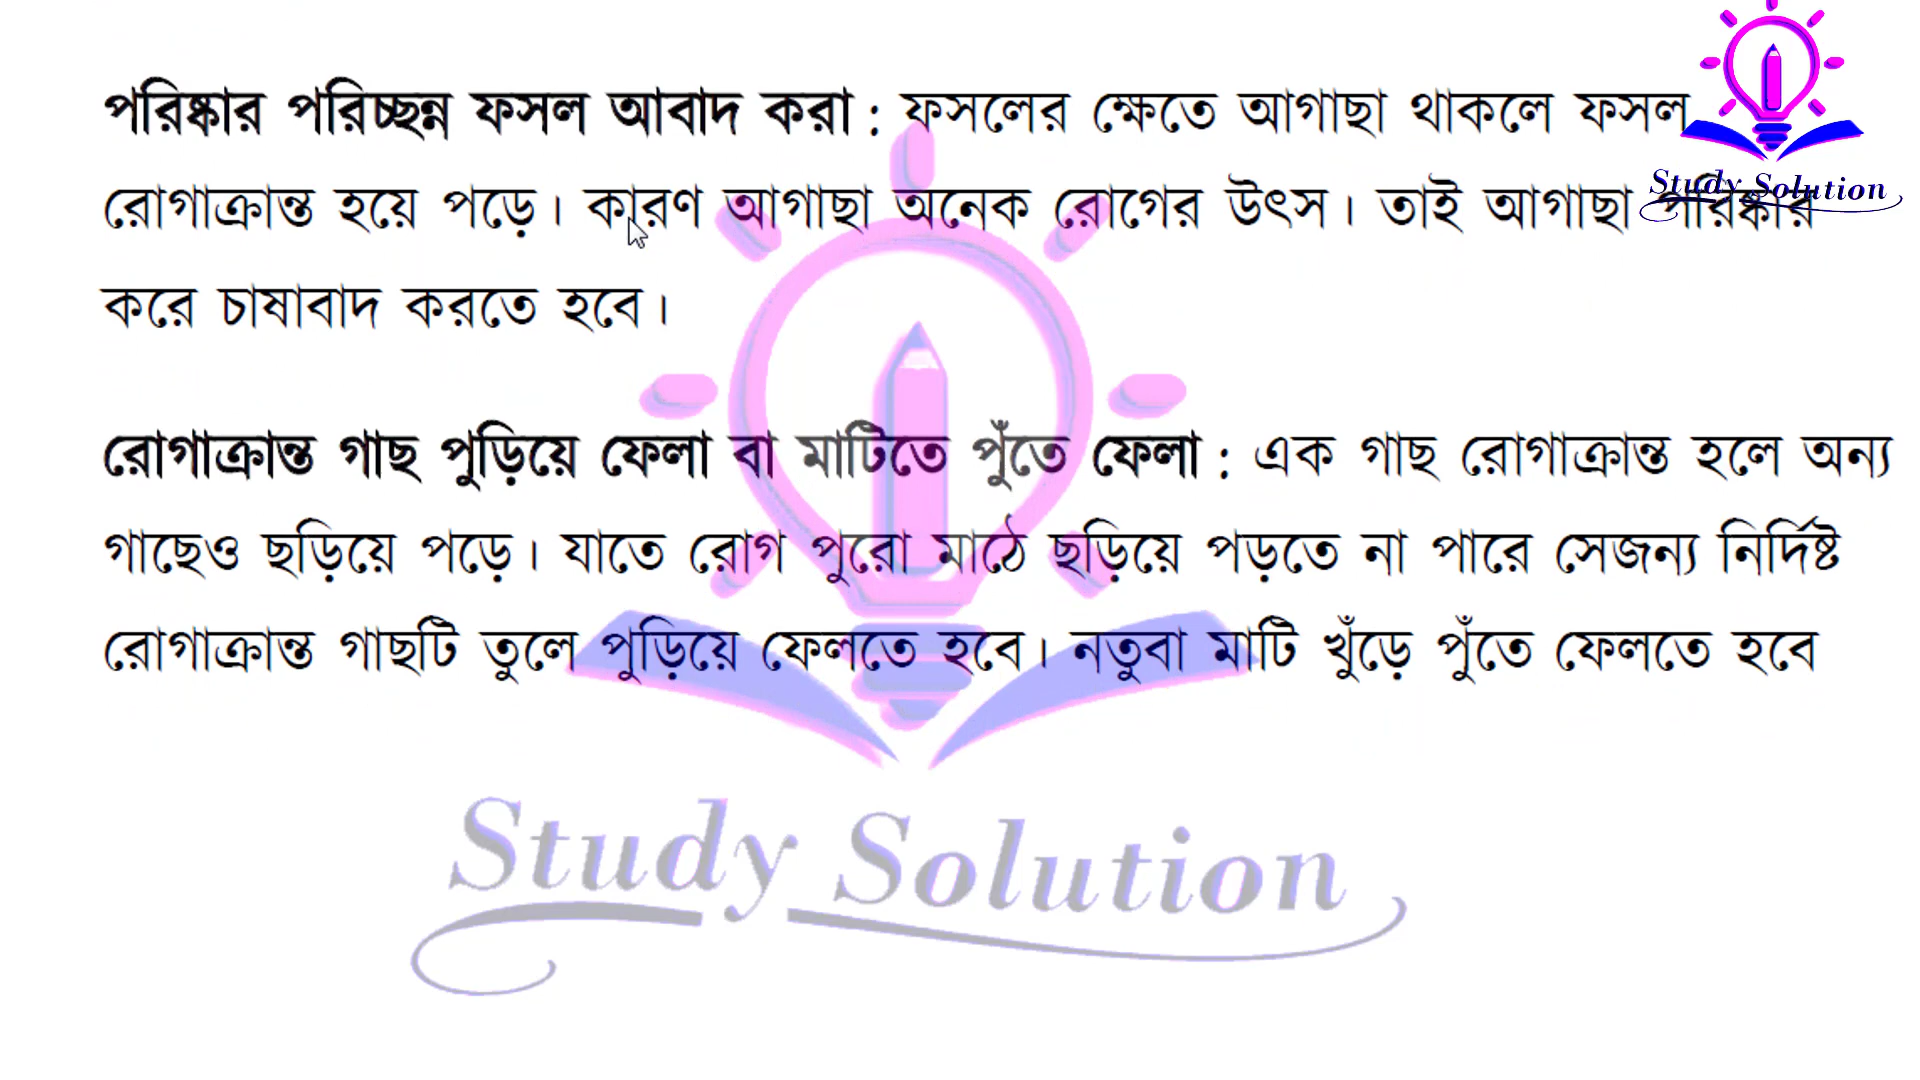 পরিষ্কার পরিচ্ছন্ন ফসল আবাদ করা : ফসলের ক্ষেতে আগাছা থাকলে ফসল
রোগাক্রান্ত হয়ে পড়ে। কারণ আগাছা অনেক রোগের উৎস। তাই আগাছা পরিষ্কার
করে চাষাবাদ করতে হবে।
রোগাক্রান্ত গাছ পুড়িয়ে ফেলা বা মাটিতে পুঁতে ফেলা : এক গাছ রোগাক্রান্ত হলে অন্য
গাছেও ছড়িয়ে পড়ে। যাতে রোগ পুরো মাঠে ছড়িয়ে পড়তে না পারে সেজন্য নির্দিষ্ট
রোগাক্রান্ত গাছটি তুলে পুড়িয়ে ফেলতে হবে। নতুবা মাটি খুঁড়ে পুঁতে ফেলতে হবে
Study Solution
Study Solution